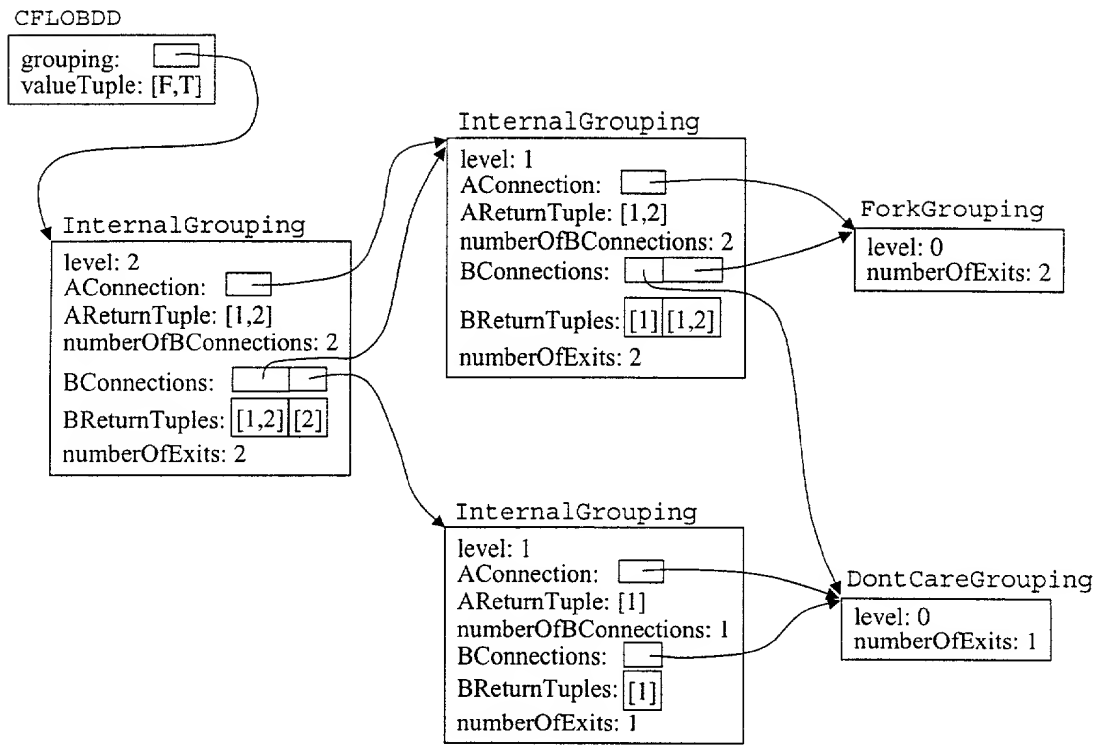 CFLOBDD
grouping:
valueTuple: [F,T]
InternalGrouping
level: 2
AConnection:
AReturnTuple: [1,2]
numberOfBConnections: 2
BConnections:
BReturnTuples: [1,2] [2]
numberOfExits: 2
InternalGrouping
level: 1
AConnection:
AReturnTuple: [1,2]
numberOfBConnections: 2
BConnections:
BReturnTuples: [1] [1,2]
numberOfExits: 2
InternalGrouping
level: 1
AConnection:
AReturnTuple: [1]
numberOfBConnections: 1
BConnections:
BReturnTuples: [1]
numberOfExits: 1
ForkGrouping
level: 0
numberOfExits: 2
DontCareGrouping
level: 0
numberOfExits: 1